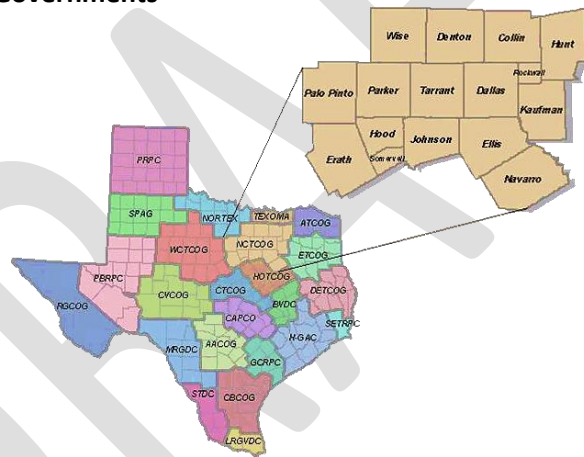 Governments
Wise
Denton
Collin
Hunt
Rockwall
Palo Pinto
Parker
Tarrant
Dallas
Kaufman
Hood
Johnson
Ellis
Erath
Somervell
Navarro
PRPC
SPAG
NORTEX
TEXOMA
ATCOG
WCTCOG
NCTCOG
ETCOG
PBRPC
HOTCOG
RGCOG
CVCOG
CTCOG
BVDC
DETCOG
CAPCO
SETRPC
MRGDC
AACOG
H-GAC
GCRPC
STDC
CBCOG
LRGVDC